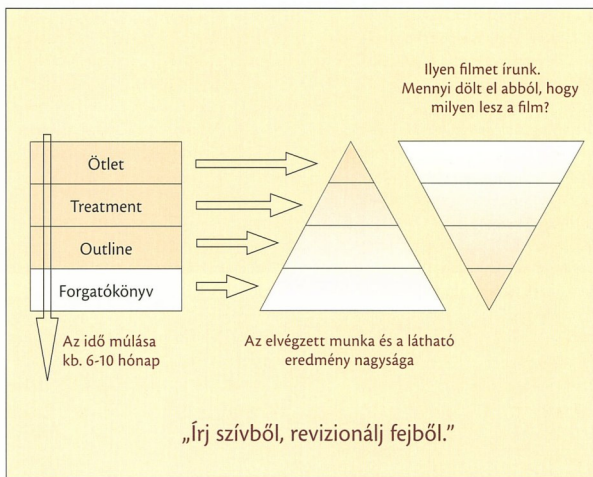 Ilyen filmet írunk.
Mennyi dölt el abból, hogy
milyen lesz a film?
Ötlet
Treatment
Outline
Forgatókönyv
Az idő múlása
kb. 6-10 hónap
Az elvégzett munka és a látható
eredmény nagysága
„Írj szívből, revizionálj fejből.”